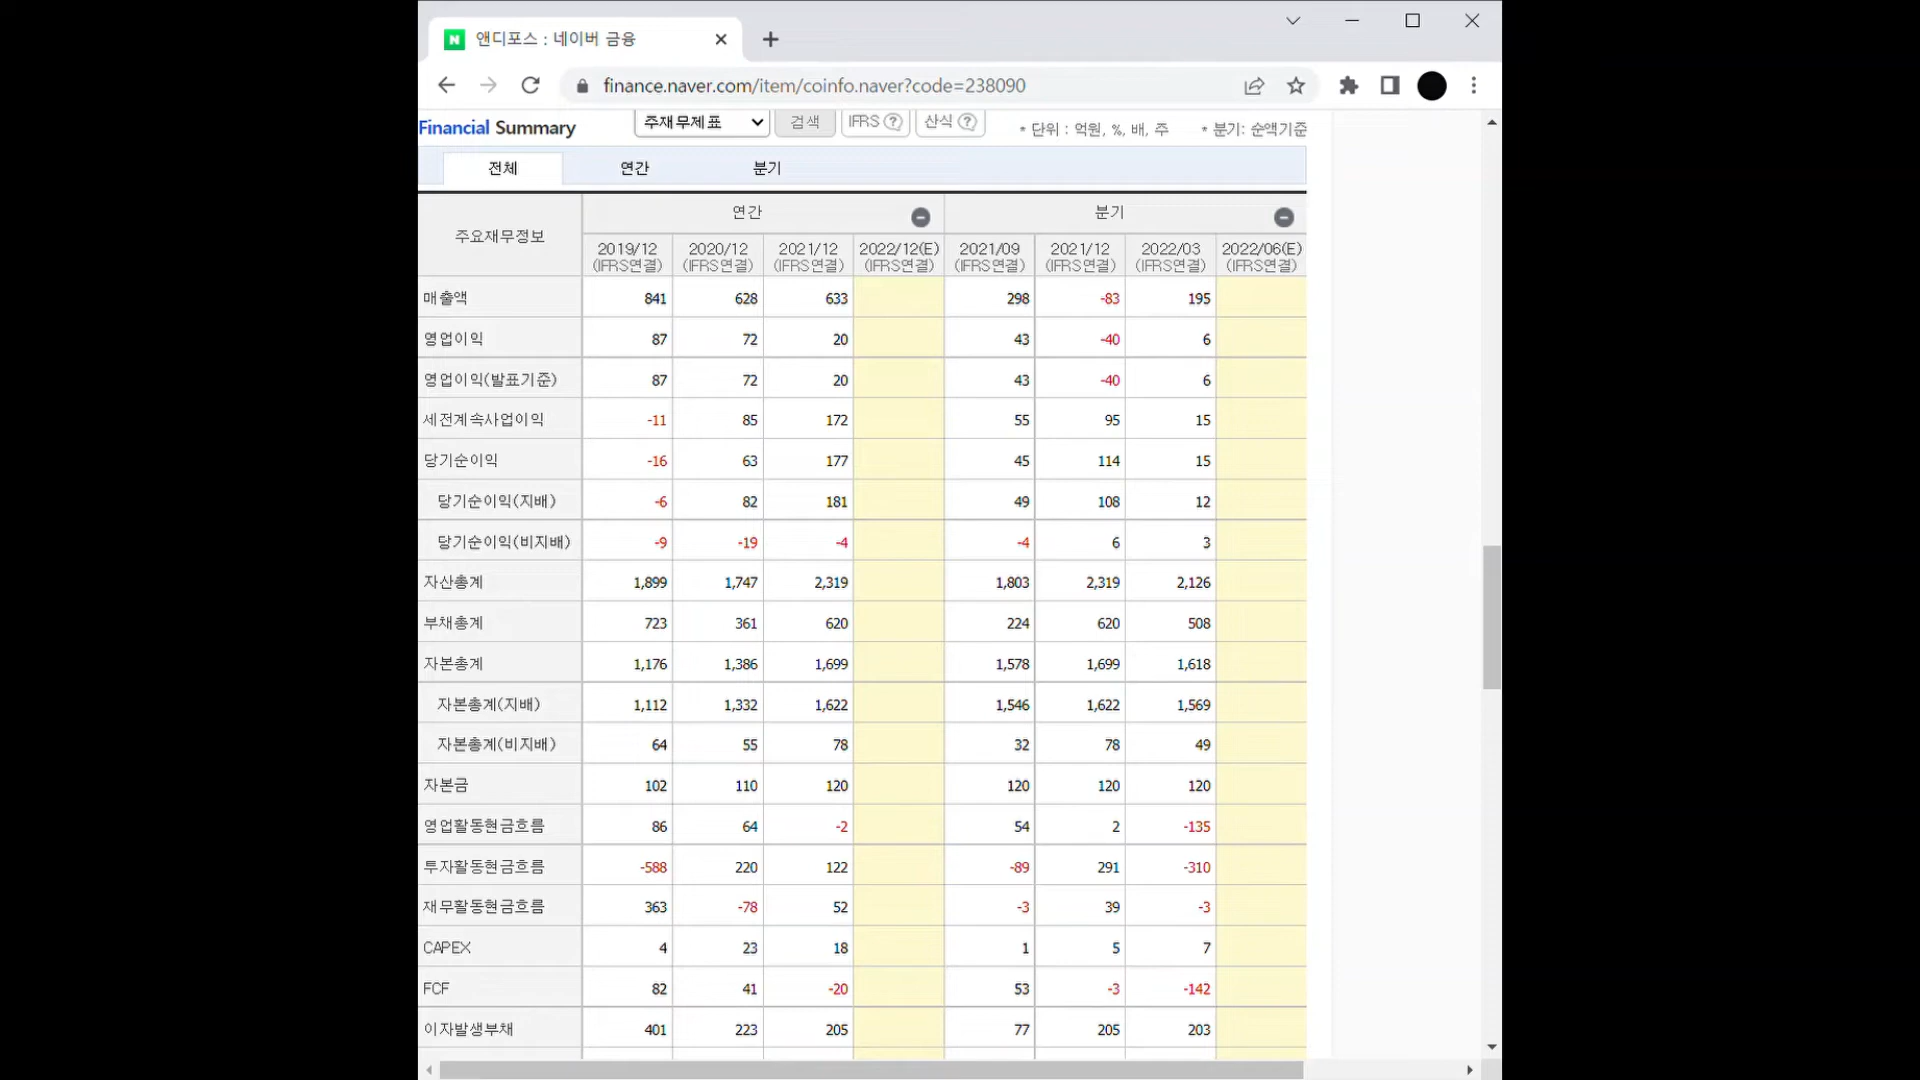 앤디포스 : 네이버 금융
finance.naver.com/item/coinfo.naver?code=238090
Financial Summary 주재무제표 검색 IFRS ? 산식 ? * 단위 : 억원, %, 배, 주 * 분기: 순액기준
전체 연간 분기
주요재무정보 연간 분기
2019/12 2020/12 2021/12 2022/12(E) 2021/09 2021/12 2022/03 2022/06(E)
(IFRS연결) (IFRS연결) (IFRS연결) (IFRS연결) (IFRS연결) (IFRS연결) (IFRS연결) (IFRS연결)
매출액 841 628 633 298 -83 195
영업이익 87 72 20 43 -40 6
영업이익(발표기준) 87 72 20 43 -40 6
세전계속사업이익 -11 85 172 55 95 15
당기순이익 -16 63 177 45 114 15
당기순이익(지배) -6 82 181 49 108 12
당기순이익(비지배) -9 -19 -4 -4 6 3
자산총계 1,899 1,747 2,319 1,803 2,319 2,126
부채총계 723 361 620 224 620 508
자본총계 1,176 1,386 1,699 1,578 1,699 1,618
자본총계(지배) 1,112 1,332 1,622 1,546 1,622 1,569
자본총계(비지배) 64 55 78 32 78 49
자본금 102 110 120 120 120 120
영업활동현금흐름 86 64 -2 54 2 -135
투자활동현금흐름 -588 220 122 -89 291 -310
재무활동현금흐름 363 -78 52 -3 39 -3
CAPEX 4 23 18 1 5 7
FCF 82 41 -20 53 -3 -142
이자발생부채 401 223 205 77 205 203